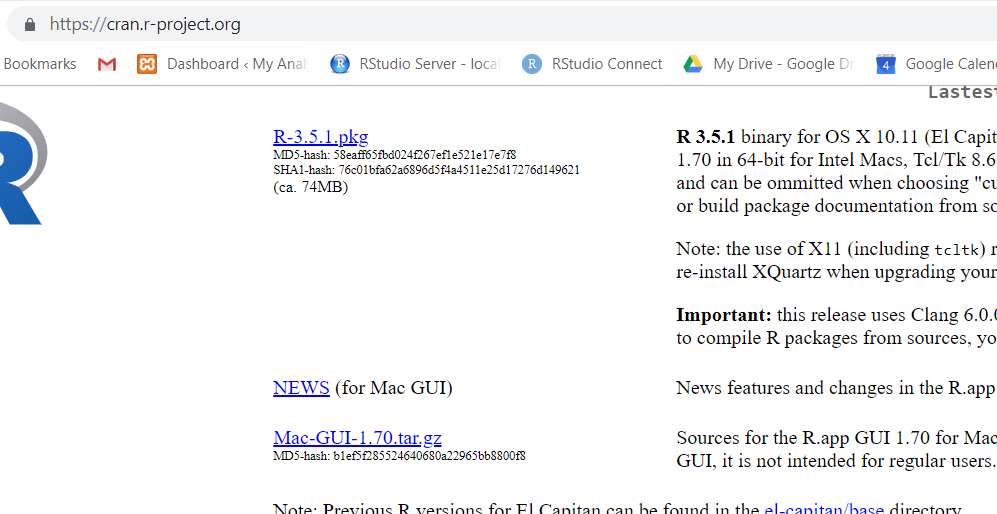 https://cran.r-project.org
Bookmarks Dashboard ‹ My Anal RStudio Server - local RStudio Connect My Drive - Google Dr 4 Google Calen
Lastest
R-3.5.1.pkg
MD5-hash: 58eaff65fbd024f267ef1e521e17e7f8
SHA1-hash: 76c01bfa62a6896d5f4a4511e25d17276d149621
(ca. 74MB)
R 3.5.1 binary for OS X 10.11 (El Capit
1.70 in 64-bit for Intel Macs, Tcl/Tk 8.6
and can be ommitted when choosing "cu
or build package documentation from so
Note: the use of X11 (including tcltk) r
re-install XQuartz when upgrading your
Important: this release uses Clang 6.0.0
to compile R packages from sources, yo
NEWS (for Mac GUI)
News features and changes in the R.app
Mac-GUI-1.70.tar.gz
MD5-hash: b1ef5f285524640680a22965bb8800f8
Sources for the R.app GUI 1.70 for Mac
GUI, it is not intended for regular users.
Note: Previous R versions for El Capitan can be found in the el-capitan/base directory